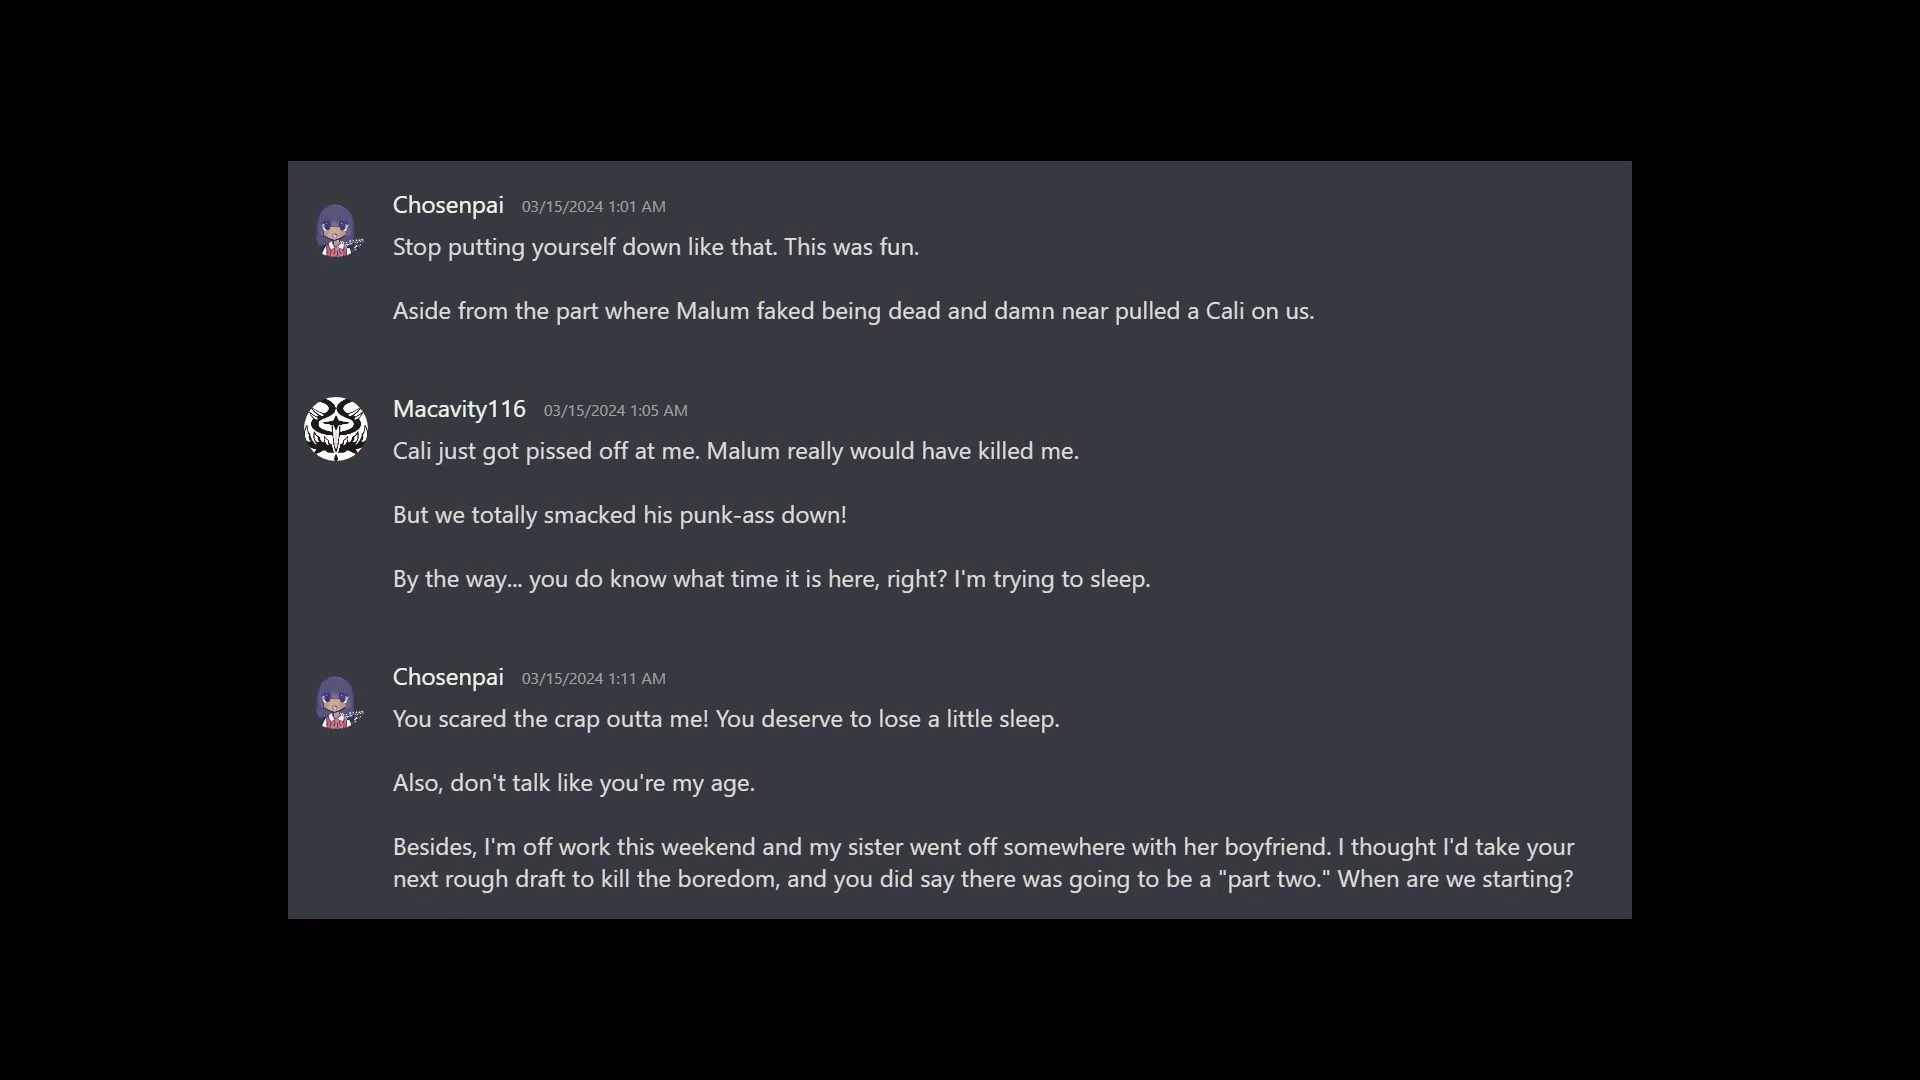 Chosenpai 03/15/2024 1:01 AM
Stop putting yourself down like that. This was fun.
Aside from the part where Malum faked being dead and damn near pulled a Cali on us.
Macavity116 03/15/2024 1:05 AM
Cali just got pissed off at me. Malum really would have killed me.
But we totally smacked his punk-ass down!
By the way... you do know what time it is here, right? I'm trying to sleep.
Chosenpai 03/15/2024 1:11 AM
You scared the crap outta me! You deserve to lose a little sleep.
Also, don't talk like you're my age.
Besides, I'm off work this weekend and my sister went off somewhere with her boyfriend. I thought I'd take your
next rough draft to kill the boredom, and you did say there was going to be a "part two." When are we starting?